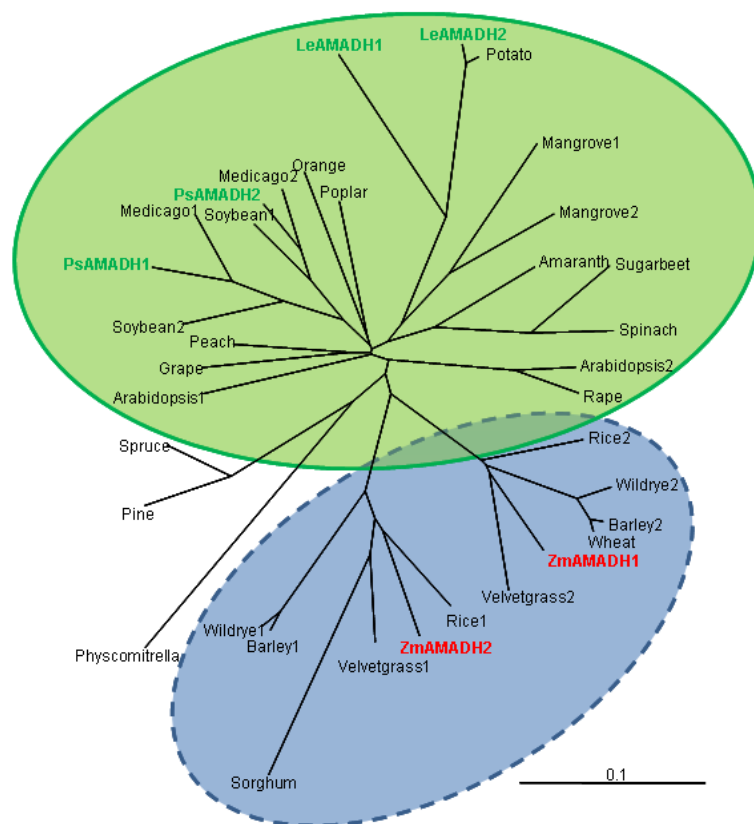 LeAMADH1
LeAMADH2
Potato
Mangrove1
Orange
Medicago2
PsAMADH2
Poplar
Medicago1
Soybean1
Mangrove2
PsAMADH1
Amaranth
Sugarbeet
Soybean2
Spinach
Peach
Grape
Arabidopsis2
Arabidopsis1
Rape
Spruce
Rice2
Wildrye2
Pine
Barley2
Wheat
ZmAMADH1
Velvetgrass2
Rice1
Wildrye1
Barley1
ZmAMADH2
Physcomitrella
Velvetgrass1
Sorghum
0.1